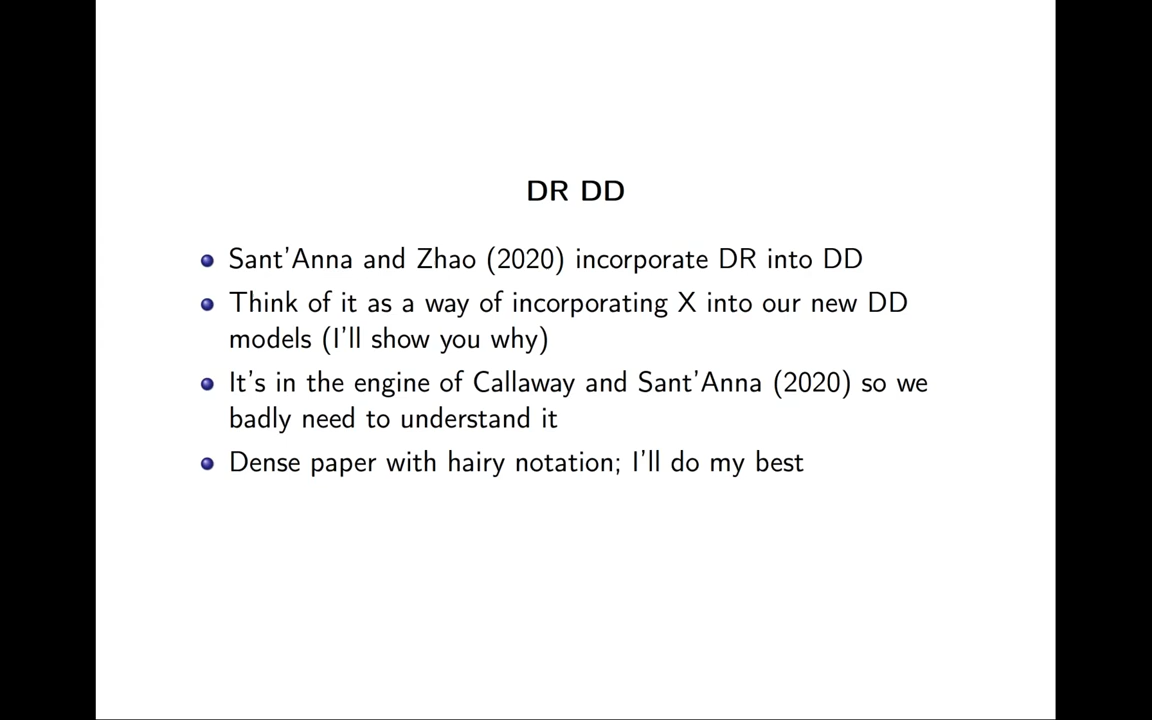 DR DD
Sant'Anna and Zhao (2020) incorporate DR into DD
Think of it as a way of incorporating X into our new DD
models (I'll show you why)
It's in the engine of Callaway and Sant'Anna (2020) so we
badly need to understand it
Dense paper with hairy notation; I'll do my best